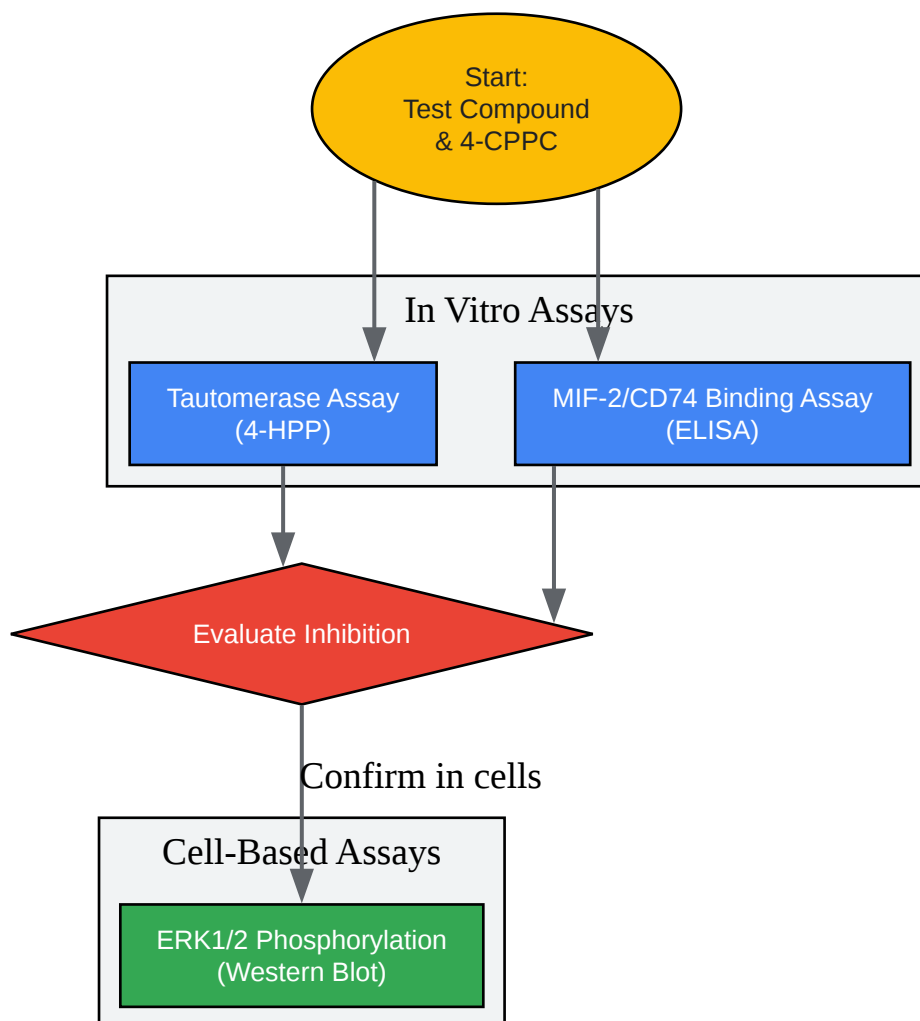 Start:
Test Compound
& 4-CPPC
In Vitro Assays
Tautomerase Assay
(4-HPP)
MIF-2/CD74 Binding Assay
(ELISA)
Evaluate Inhibition
Confirm in cells
Cell-Based Assays
ERK1/2 Phosphorylation
(Western Blot)